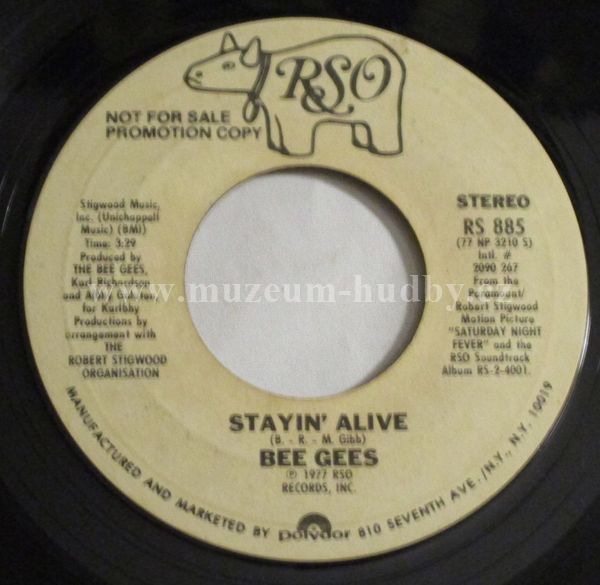 RSO
NOT FOR SALE
PROMOTION COPY
Stigwood Music,
Inc. (Unichappell
Music) (BMI)
Time: 3:29
Produced by
THE BEE GEES,
Karl Richardson
and Albhy Galuten
for Karlbhy
Productions by
arrangement with
THE
ROBERT STIGWOOD
ORGANISATION
STEREO
RS 885
(77 NP 3210 S)
Intl. #
2090 267
From the
Paramount/
Robert Stigwood
Motion Picture
"SATURDAY NIGHT
FEVER" and the
RSO Soundtrack
Album RS-2-4001.
www.muzeum-hudby
STAYIN' ALIVE
(B. - R. - M. Gibb)
BEE GEES
℗ 1977 RSO
RECORDS, INC.
MANUFACTURED AND MARKETED BY polydor 810 SEVENTH AVE./N.Y., N.Y. 10019